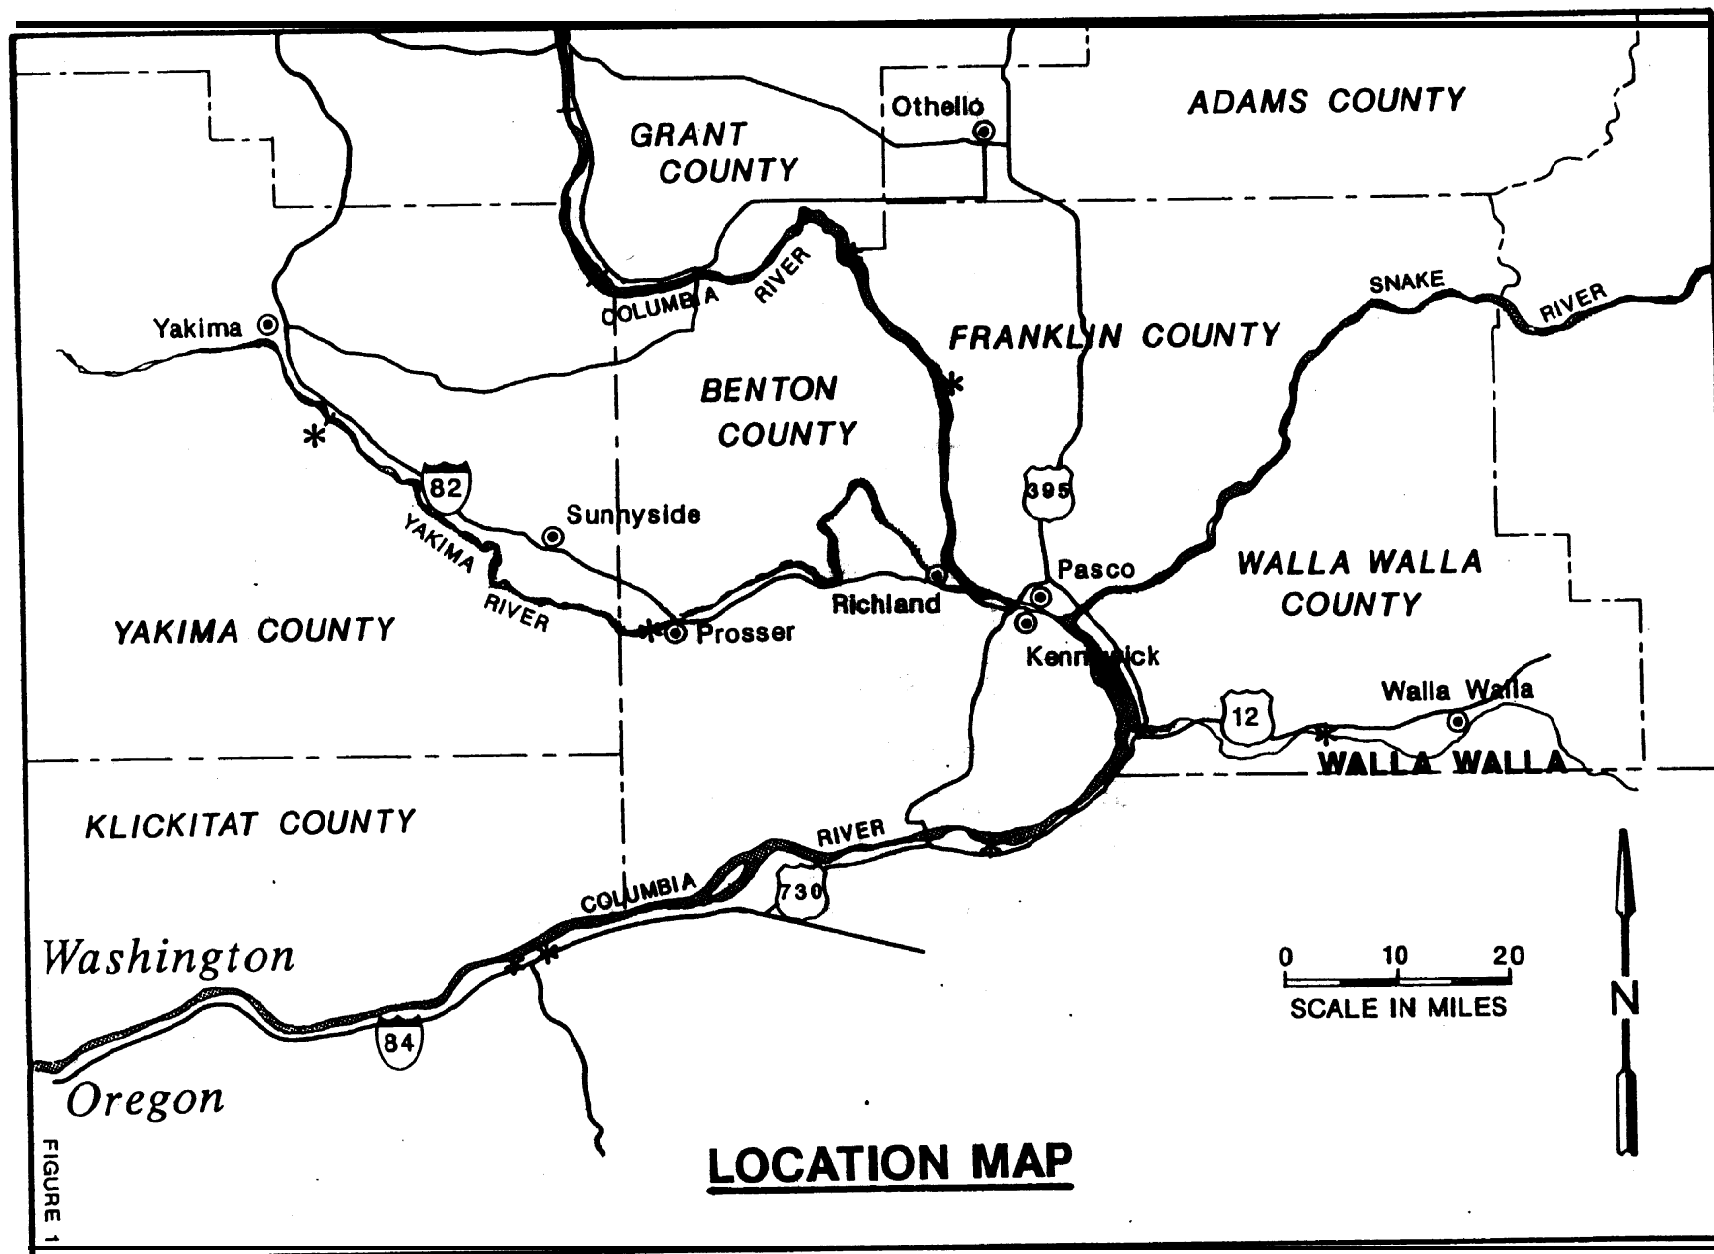 Othello
ADAMS COUNTY
GRANT
COUNTY
COLUMBIA
RIVER
SNAKE
RIVER
Yakima
FRANKLIN COUNTY
BENTON
COUNTY
82
395
Sunnyside
YAKIMA
RIVER
Pasco
WALLA WALLA
COUNTY
Richland
YAKIMA COUNTY
Prosser
Kennewick
Walla Walla
12
WALLA WALLA
KLICKITAT COUNTY
RIVER
COLUMBIA
730
Washington
0 10 20
SCALE IN MILES
N
84
Oregon
LOCATION MAP
FIGURE 1